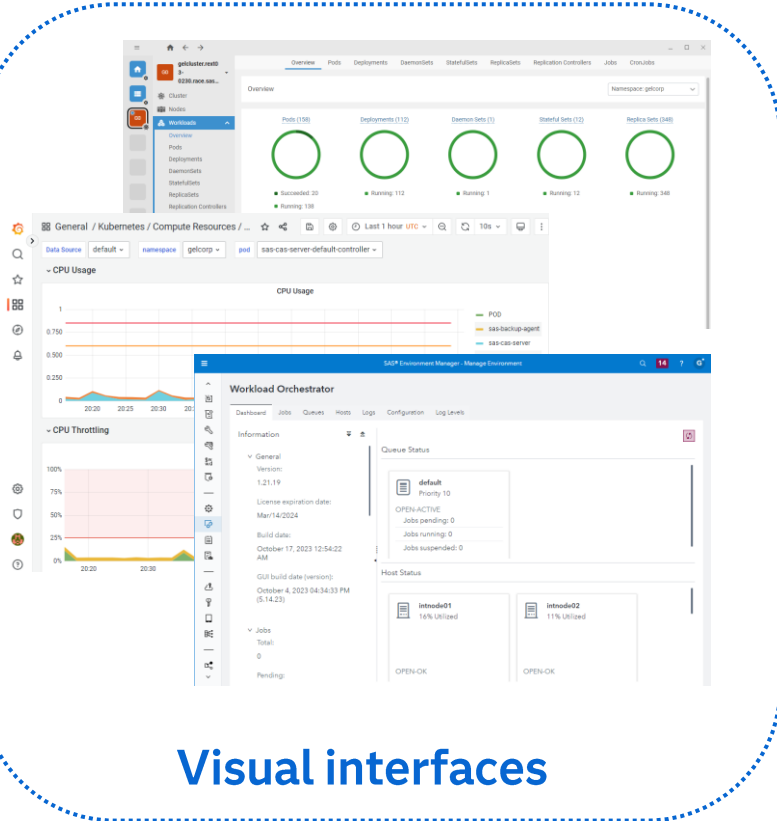 gelcluster.rest0
3-
0230.race.sas...
Cluster
Nodes
Workloads
Overview
Pods
Deployments
DaemonSets
StatefulSets
ReplicaSets
Replication Controllers
Overview Pods Deployments DaemonSets StatefulSets ReplicaSets Replication Controllers Jobs CronJobs
Overview
Namespace: gelcorp
Pods (158) Deployments (112) Daemon Sets (1) Stateful Sets (12) Replica Sets (348)
Succeeded: 20 Running: 112 Running: 1 Running: 12 Running: 348
Running: 138
General / Kubernetes / Compute Resources / ...
Last 1 hour UTC
10s
Data Source default namespace gelcorp pod sas-cas-server-default-controller
CPU Usage
CPU Usage
1
0.750
0.500
0.250
0
20:20 20:25 20:30
POD
sas-backup-agent
sas-cas-server
CPU Throttling
100%
75%
50%
25%
0%
20:20 20:30
SAS® Environment Manager - Manage Environment
14
?
Workload Orchestrator
Dashboard Jobs Queues Hosts Logs Configuration Log Levels
Information
General
Version:
1.21.19
License expiration date:
Mar/14/2024
Build date:
October 17, 2023 12:54:22
AM
GUI build date (version):
October 4, 2023 04:34:33 PM
(5.14.23)
Jobs
Total:
0
Pending:
Queue Status
default
Priority 10
OPEN-ACTIVE
Jobs pending: 0
Jobs running: 0
Jobs suspended: 0
Host Status
intnode01
16% Utilized
OPEN-OK
intnode02
11% Utilized
OPEN-OK
Visual interfaces